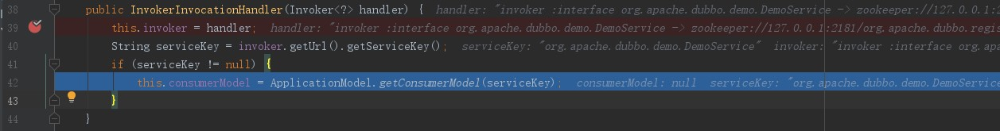 38 public InvokerInvocationHandler(Invoker<?> handler) { handler: "invoker :interface org.apache.dubbo.demo.DemoService -> zookeeper://127.0.0.1:2
39 this.invoker = handler; handler: "invoker :interface org.apache.dubbo.demo.DemoService -> zookeeper://127.0.0.1:2181/org.apache.dubbo.regis
40 String serviceKey = invoker.getUrl().getServiceKey(); serviceKey: "org.apache.dubbo.demo.DemoService" invoker: "invoker :interface org.apa
41 if (serviceKey != null) {
42 this.consumerModel = ApplicationModel.getConsumerModel(serviceKey); consumerModel: null serviceKey: "org.apache.dubbo.demo.DemoService
43 }
44 }